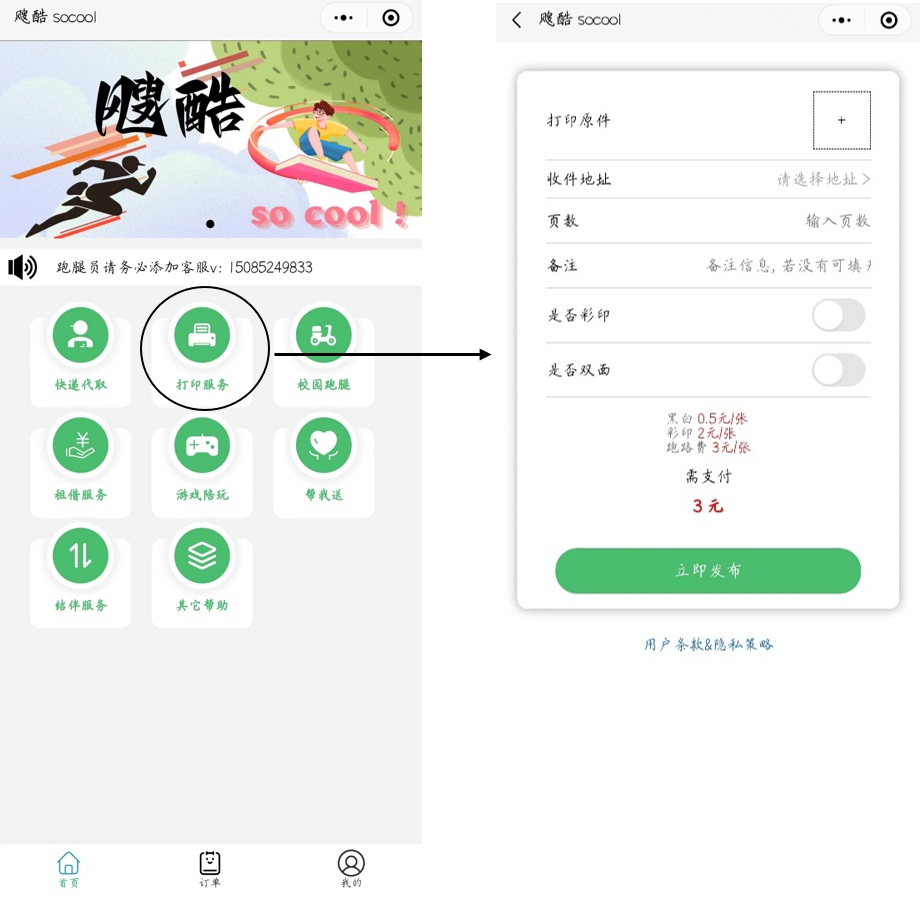 飕酷 socool
飕酷
so cool !
跑腿员请务必添加客服v: 15085249833
快递代取
打印服务
校园跑腿
租借服务
游戏陪玩
帮我送
结伴服务
其它帮助
首页
订单
我的
飕酷 socool
打印原件
+
收件地址
请选择地址
页数
输入页数
备注
备注信息, 若没有可填
是否彩印
是否双面
黑白 0.5元/张
彩印 2元/张
跑路费 3元/张
需支付
3 元
立即发布
用户条款&隐私策略